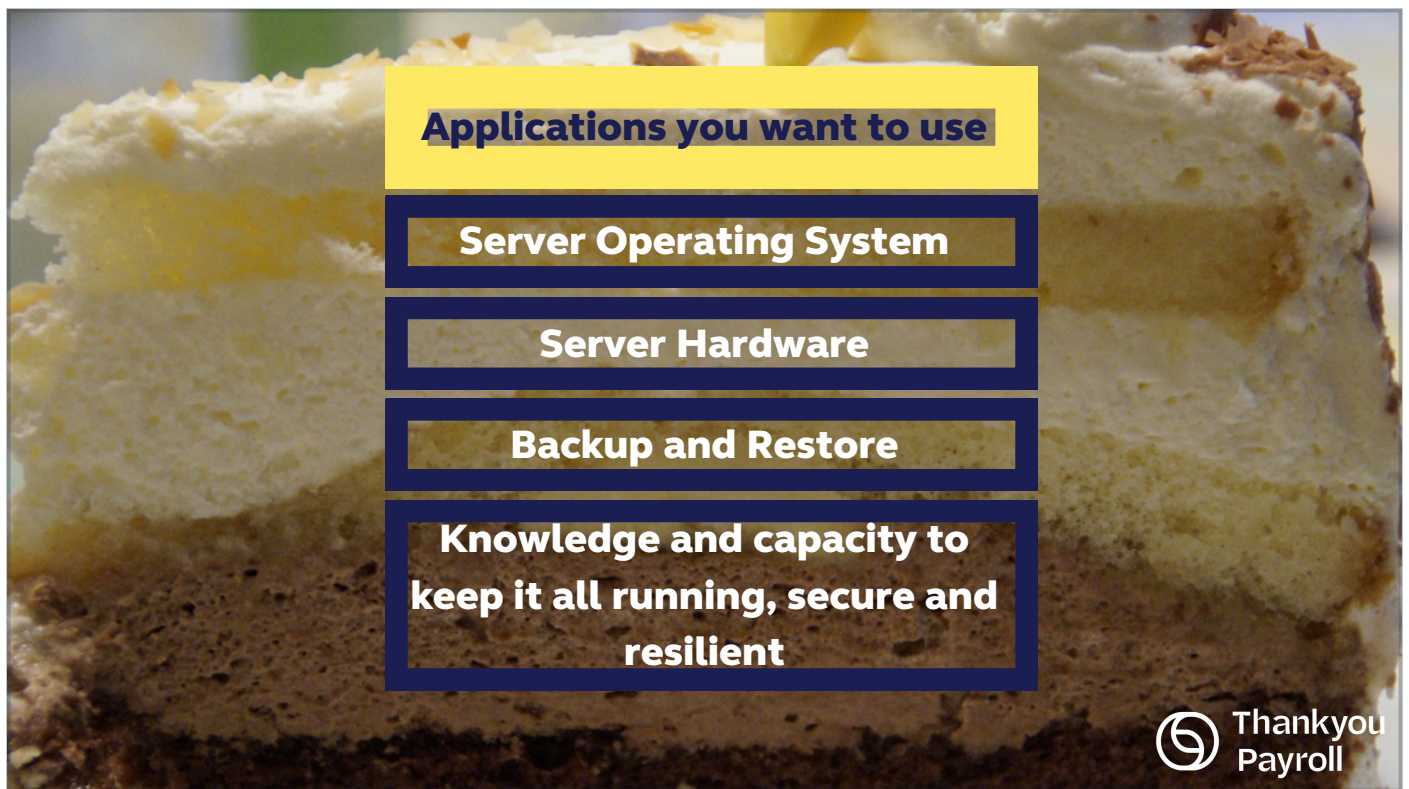 Applications you want to use
Server Operating System
Server Hardware
Backup and Restore
Knowledge and capacity to
keep it all running, secure and
resilient
Thankyou
Payroll